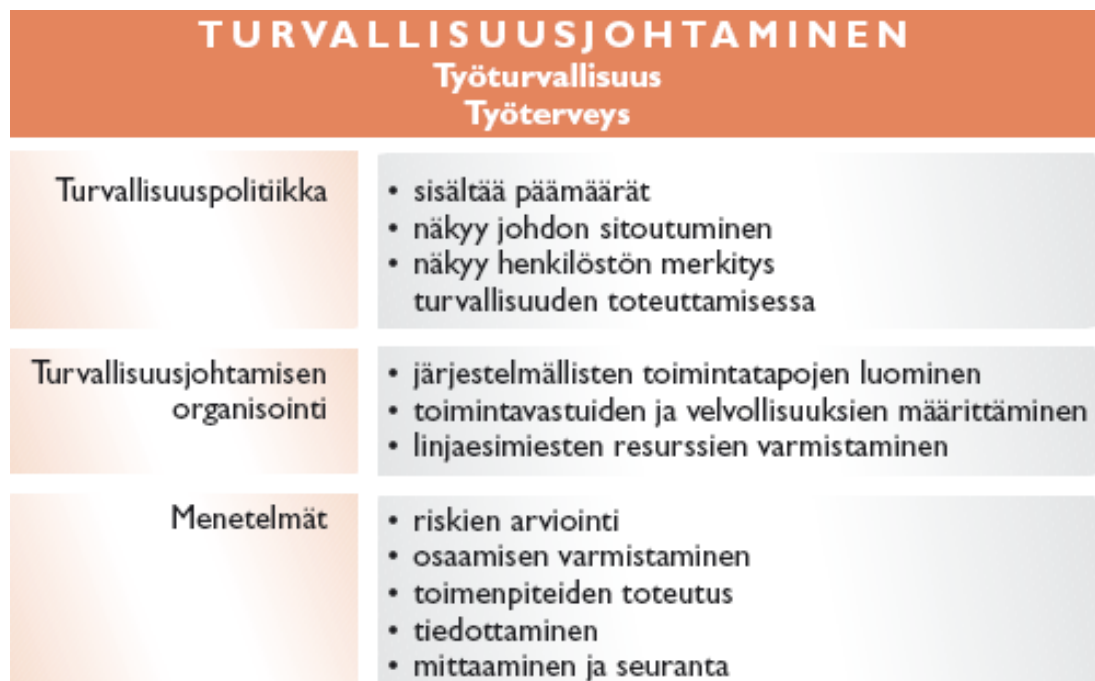 TURVALLISUUSJOHTAMINEN
Työturvallisuus
Työterveys
Turvallisuuspolitiikka
• sisältää päämäärät
• näkyy johdon sitoutuminen
• näkyy henkilöstön merkitys
turvallisuuden toteuttamisessa
Turvallisuusjohtamisen
organisointi
• järjestelmällisten toimintatapojen luominen
• toimintavastuiden ja velvollisuuksien määrittäminen
• linjaesimiesten resurssien varmistaminen
Menetelmät
• riskien arviointi
• osaamisen varmistaminen
• toimenpiteiden toteutus
• tiedottaminen
• mittaaminen ja seuranta